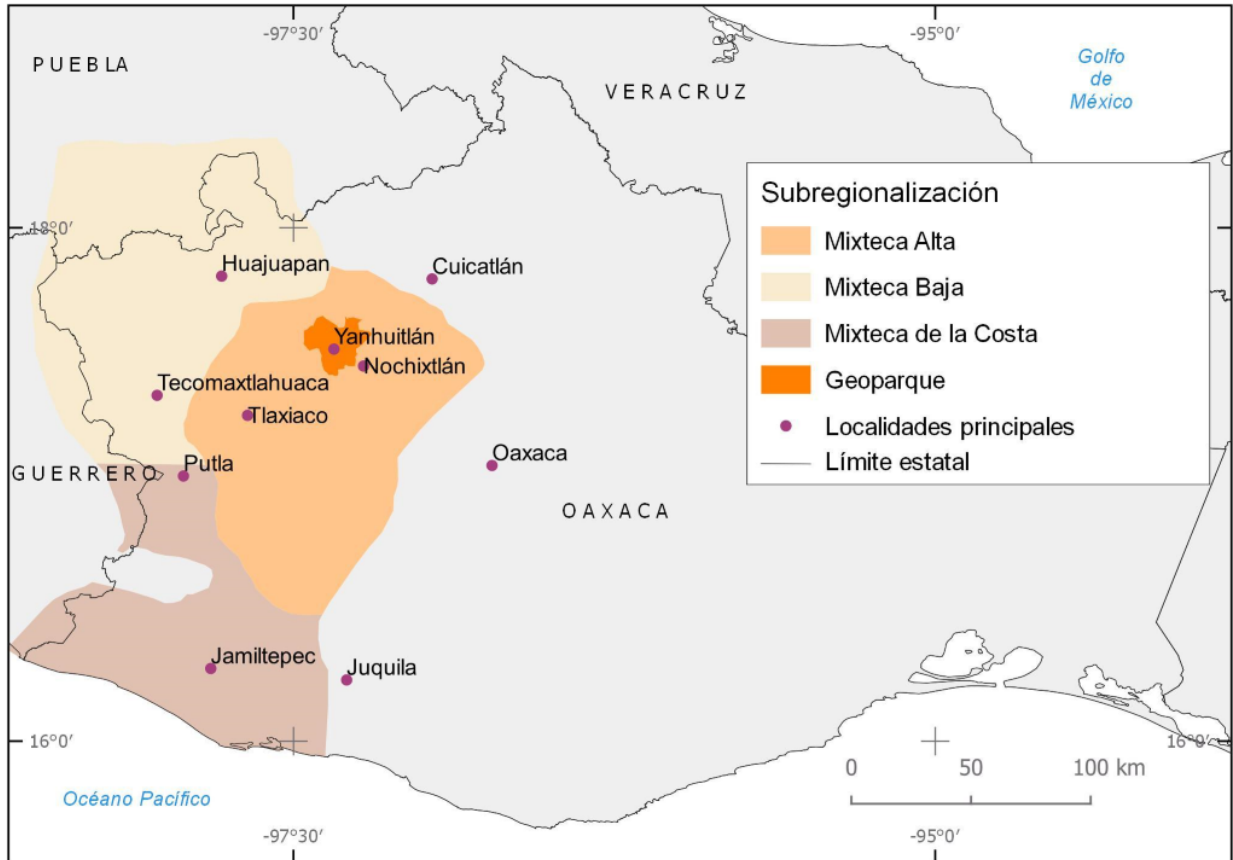 -97°30′
-95°0′
PUEBLA
Golfo
de
México
VERACRUZ
Subregionalización
Mixteca Alta
Mixteca Baja
Mixteca de la Costa
Geoparque
Localidades principales
Límite estatal
18°0′
Huajuapan
Cuicatlán
Yanhuitlán
Nochixtlán
Tecomaxtlahuaca
Tlaxiaco
Oaxaca
Putla
GUERRERO
OAXACA
Jamiltepec
Juquila
16°0′
16°0′
0 50 100 km
Océano Pacífico
-97°30′
-95°0′